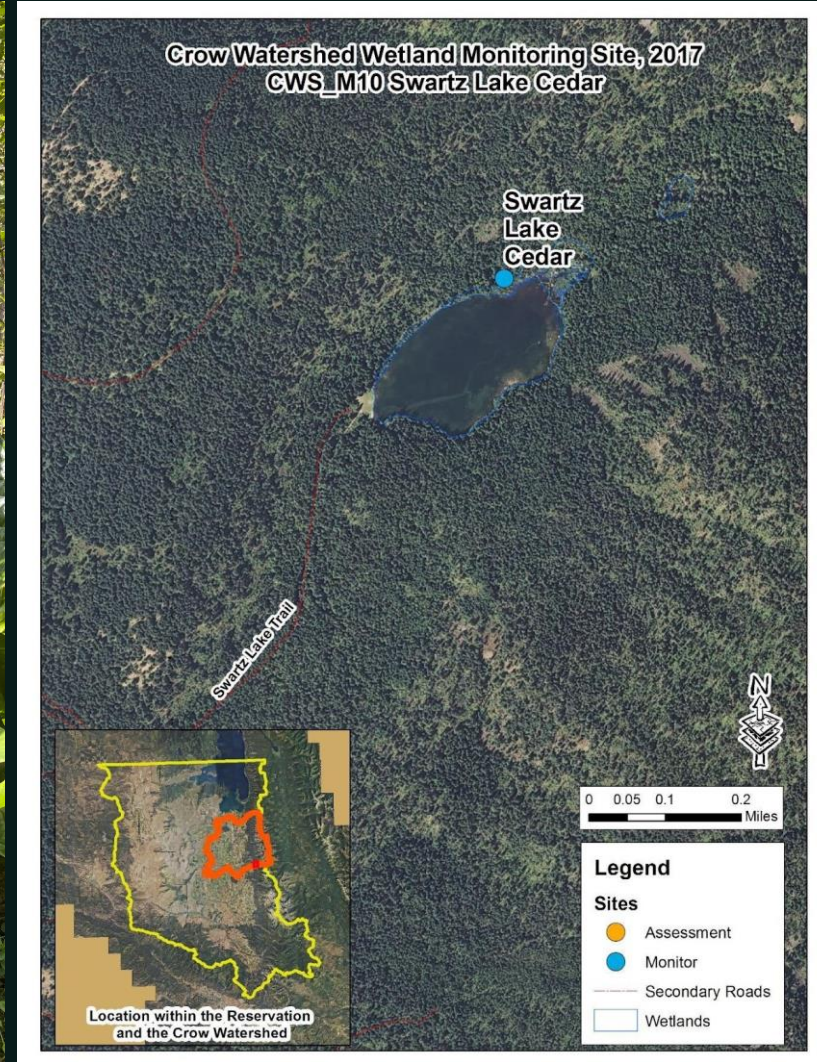 Crow Watershed Wetland Monitoring Site, 2017
CWS_M10 Swartz Lake Cedar
Swartz
Lake
Cedar
Swartz Lake Trail
N
0 0.05 0.1 0.2
Miles
Legend
Sites
Assessment
Monitor
Secondary Roads
Wetlands
Location within the Reservation
and the Crow Watershed